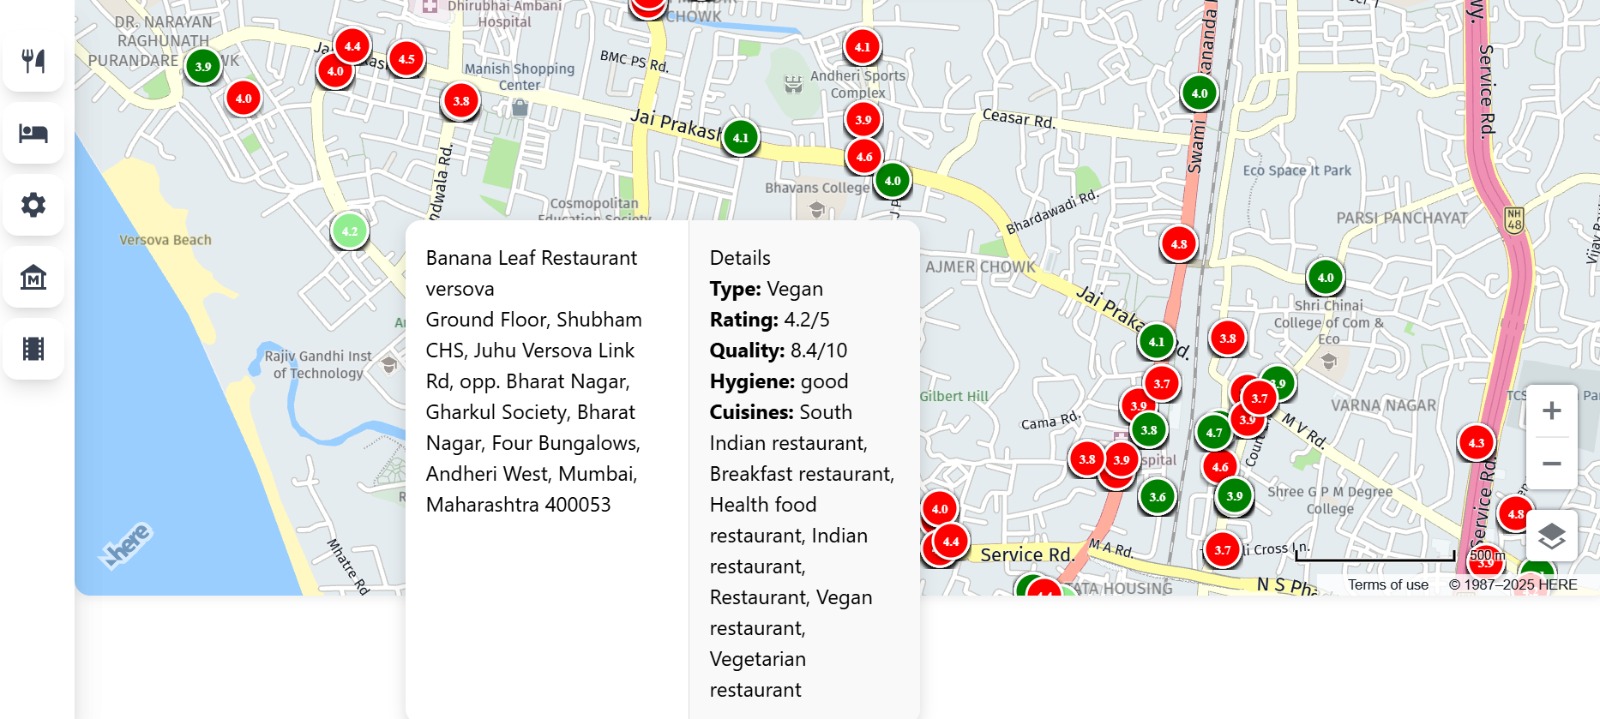 DR. NARAYAN
RAGHUNATH
PURANDARE
Dhirubhai Ambani
Hospital
CHOWK
BMC PS Rd.
Manish Shopping
Center
Andheri Sports
Complex
Ceasar Rd.
Jai Prakash
Bhavans College
Cosmopolitan
Education Society
Versova Beach
Rajiv Gandhi Inst
of Technology
Mhatre Rd
here
Swami
Service Rd.
Eco Space It Park
PARSI PANCHAYAT
NH
48
Bhardawadi Rd.
AJMER CHOWK
Jai Praka
Rd.
Shri Chinai
College of Com &
Eco
Gilbert Hill
Cama Rd.
VARNA NAGAR
M V Rd.
Shree G P M Degree
College
Service Rd.
M A Rd.
Service Rd.
TATA HOUSING
N S Pha
3.9
4.0
4.4
4.0
4.5
3.8
4.2
4.1
4.1
3.9
4.6
4.0
4.0
4.8
4.0
4.1
3.8
3.7
3.9
3.8
3.8
3.9
3.6
3.9
3.7
3.9
4.7
4.6
3.9
3.7
4.3
4.8
3.9
4.0
4.4
Banana Leaf Restaurant
versova
Ground Floor, Shubham
CHS, Juhu Versova Link
Rd, opp. Bharat Nagar,
Gharkul Society, Bharat
Nagar, Four Bungalows,
Andheri West, Mumbai,
Maharashtra 400053
Details
Type: Vegan
Rating: 4.2/5
Quality: 8.4/10
Hygiene: good
Cuisines: South
Indian restaurant,
Breakfast restaurant,
Health food
restaurant, Indian
restaurant,
Restaurant, Vegan
restaurant,
Vegetarian
restaurant
500 m
Terms of use
© 1987–2025 HERE